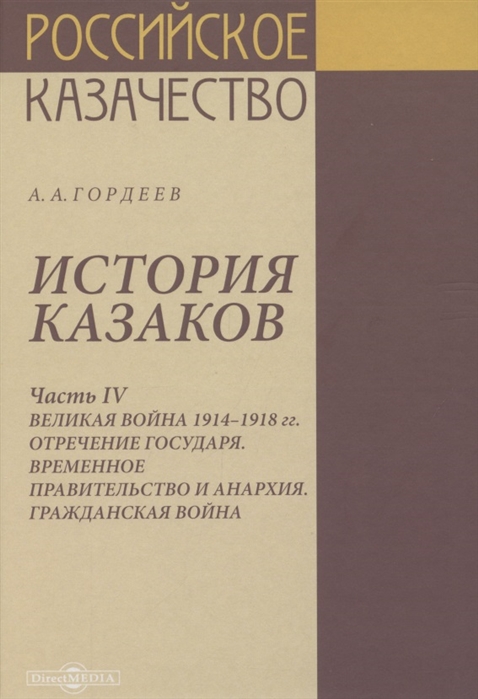 РОССИЙСКОЕ
КАЗАЧЕСТВО
А. А. ГОРДЕЕВ
ИСТОРИЯ
КАЗАКОВ
Часть IV
ВЕЛИКАЯ ВОЙНА 1914–1918 гг.
ОТРЕЧЕНИЕ ГОСУДАРЯ.
ВРЕМЕННОЕ
ПРАВИТЕЛЬСТВО И АНАРХИЯ.
ГРАЖДАНСКАЯ ВОЙНА
DirectMEDIA